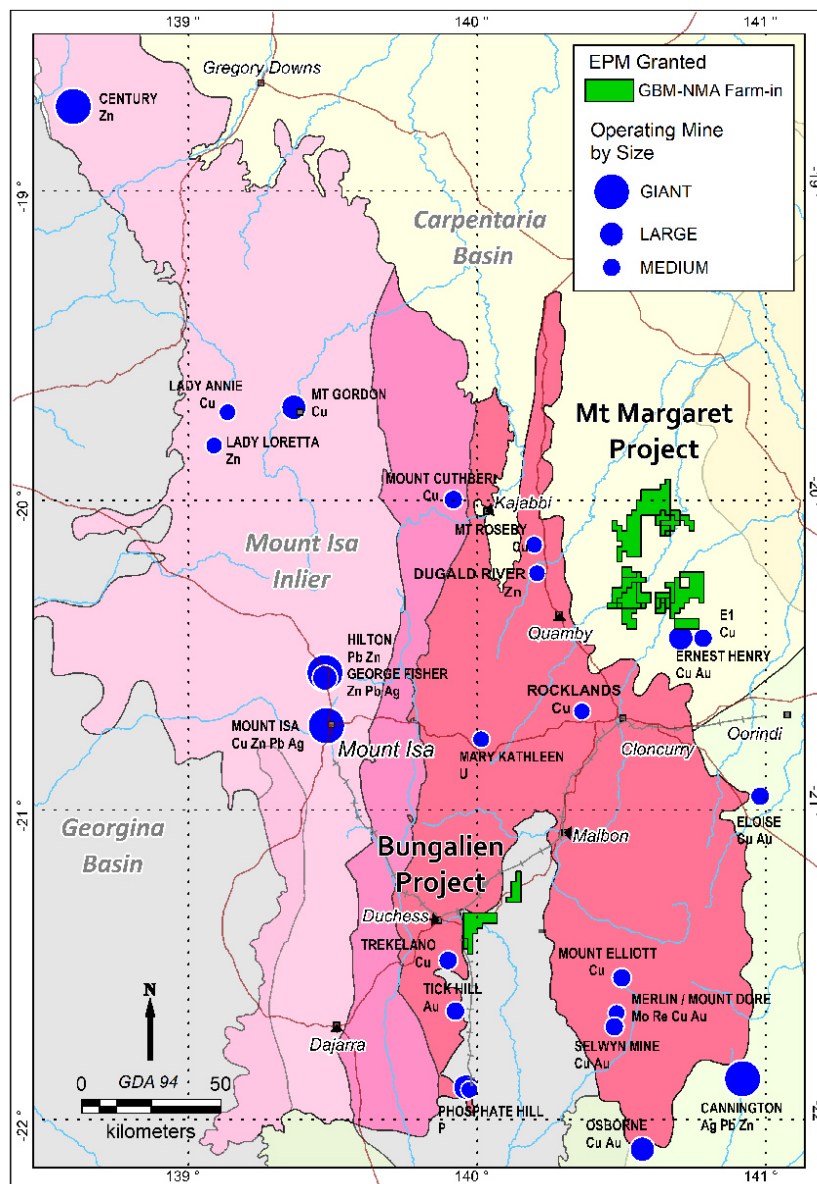 139°
140°
141°
Gregory Downs
CENTURY
Zn
EPM Granted
GBM-NMA Farm-in
Operating Mine
by Size
GIANT
LARGE
MEDIUM
-19°
Carpentaria
Basin
LADY ANNIE
Cu
MT GORDON
Cu
LADY LORETTA
Zn
Mt Margaret
Project
MOUNT CUTHBERT
Cu
Kajabbi
-20°
MT ROSEBY
Cu
DUGALD RIVER
Zn
Mount Isa
Inlier
Quamby
E1
Cu
ERNEST HENRY
Cu Au
HILTON
Pb Zn
GEORGE FISHER
Zn Pb Ag
ROCKLANDS
Cu
MOUNT ISA
Cu Zn Pb Ag
Mount Isa
MARY KATHLEEN
U
Cloncurry
Oorindi
-21°
ELOISE
Cu Au
Georgina
Basin
Malbon
Bungalien
Project
Duchess
TREKELANO
Cu
MOUNT ELLIOTT
Cu
TICK HILL
Au
MERLIN / MOUNT DORE
Mo Re Cu Au
SELWYN MINE
Cu Au
N
Dajarra
0 GDA 94 50
kilometers
PHOSPHATE HILL
P
CANNINGTON
Ag Pb Zn
-22°
OSBORNE
Cu Au
139°
140°
141°